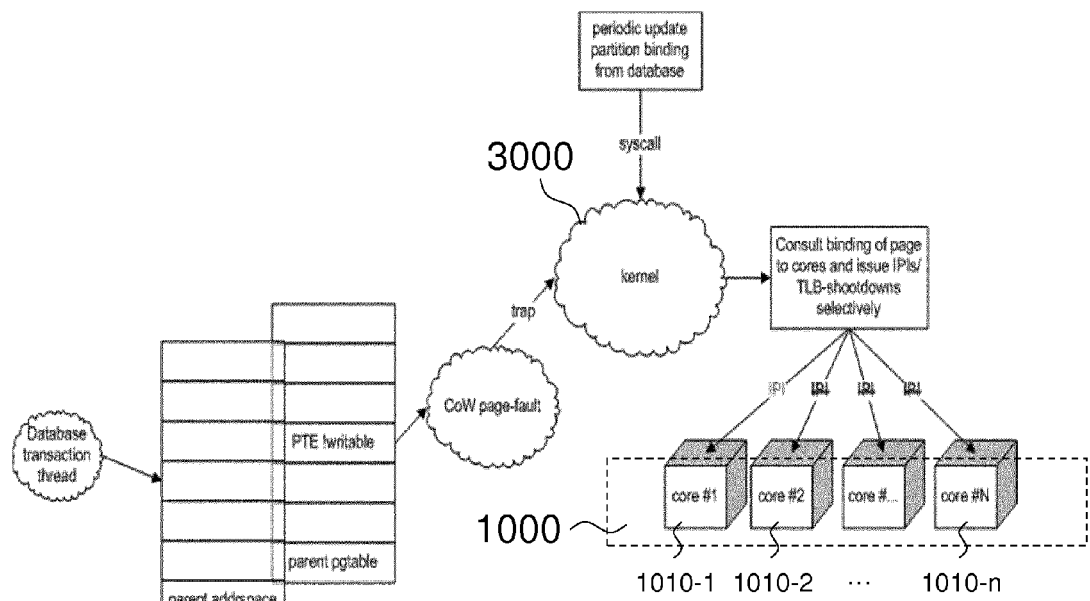 periodic update
partition binding
from database
syscall
3000
kernel
Consult binding of page
to cores and issue IPIs/
TLB-shootdowns
selectively
trap
CoW page-fault
IPI IPI IPI IPI
Database
transaction
thread
PTE !writable
core #1 core #2 core #... core #N
1000
parent pgtable
1010-1 1010-2 ... 1010-n
parent addrspace